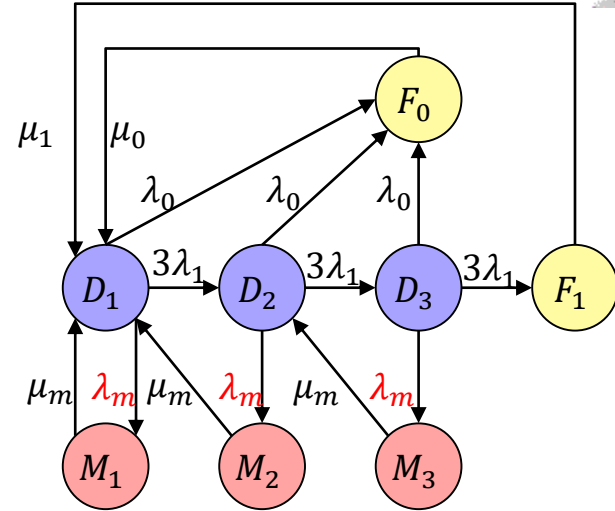 F₀
μ₁ μ₀
λ₀ λ₀ λ₀
3λ₁ 3λ₁ 3λ₁
D₁ D₂ D₃ F₁
μₘ λₘ μₘ λₘ μₘ λₘ
M₁ M₂ M₃